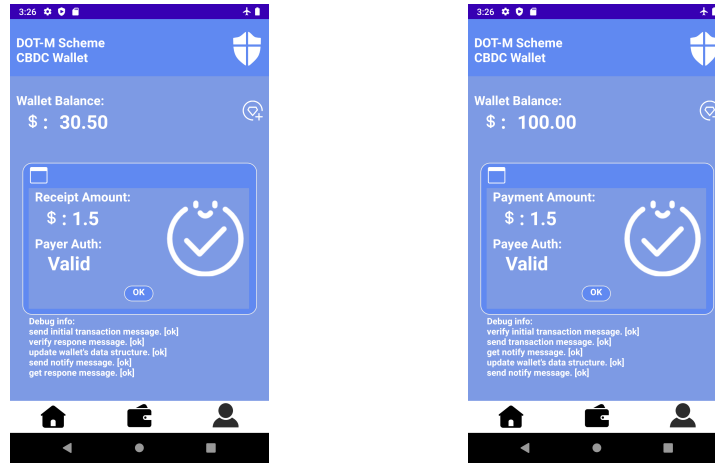 3:26
DOT-M Scheme
CBDC Wallet
Wallet Balance:
$ : 30.50
Receipt Amount:
$ : 1.5
Payer Auth:
Valid
OK
Debug info:
send initial transaction message. [ok]
verify respone message. [ok]
update wallet's data structure. [ok]
send notify message. [ok]
get respone message. [ok]
3:26
DOT-M Scheme
CBDC Wallet
Wallet Balance:
$ : 100.00
Payment Amount:
$ : 1.5
Payee Auth:
Valid
OK
Debug info:
verify initial transaction message. [ok]
send transaction message. [ok]
get notify message. [ok]
update wallet's data structure. [ok]
send notify message. [ok]